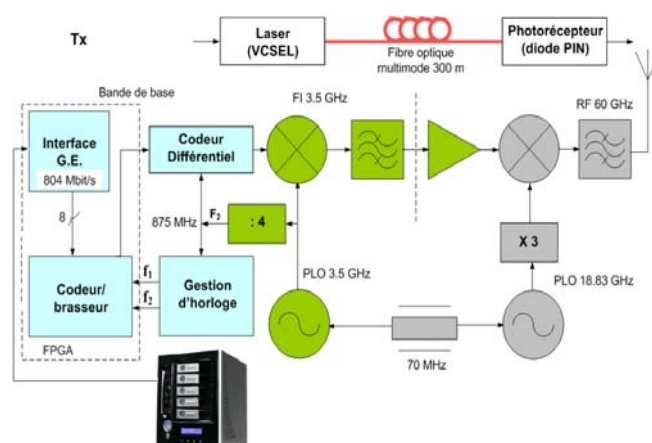 Tx
Laser
(VCSEL)
Fibre optique
multimode 300 m
Photorécepteur
(diode PIN)
Bande de base
FI 3.5 GHz
RF 60 GHz
Interface
G.E.
804 Mbit/s
Codeur
Différentiel
8
875 MHz
F2
: 4
X 3
PLO 3.5 GHz
PLO 18.83 GHz
Codeur/
brasseur
f1
f2
Gestion
d'horloge
70 MHz
FPGA